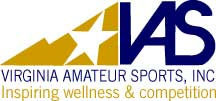 VAS
VIRGINIA AMATEUR SPORTS, INC
Inspiring wellness & competition